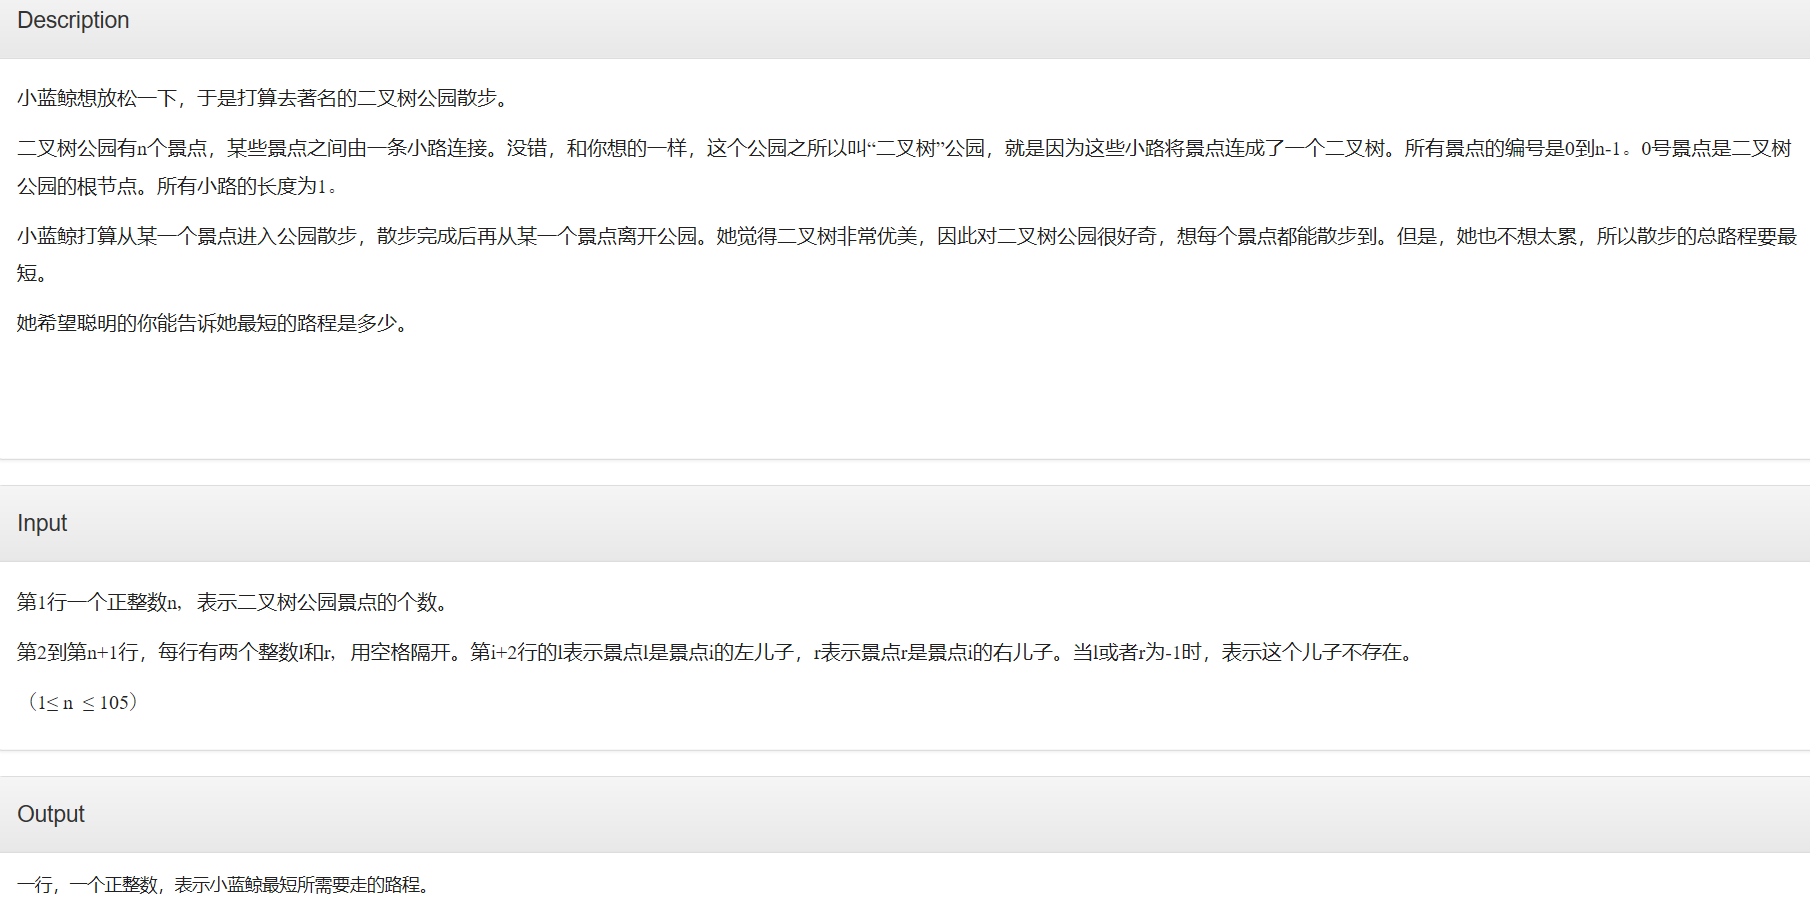 Description
小蓝鲸想放松一下，于是打算去著名的二叉树公园散步。
二叉树公园有n个景点，某些景点之间由一条小路连接。没错，和你想的一样，这个公园之所以叫“二叉树”公园，就是因为这些小路将景点连成了一个二叉树。所有景点的编号是0到n-1。0号景点是二叉树
公园的根节点。所有小路的长度为1。
小蓝鲸打算从某一个景点进入公园散步，散步完成后再从某一个景点离开公园。她觉得二叉树非常优美，因此对二叉树公园很好奇，想每个景点都能散步到。但是，她也不想太累，所以散步的总路程要最
短。
她希望聪明的你能告诉她最短的路程是多少。
Input
第1行一个正整数n，表示二叉树公园景点的个数。
第2到第n+1行，每行有两个整数l和r，用空格隔开。第i+2行的l表示景点l是景点i的左儿子，r表示景点r是景点i的右儿子。当l或者r为-1时，表示这个儿子不存在。
（1≤ n ≤ 105）
Output
一行，一个正整数，表示小蓝鲸最短所需要走的路程。